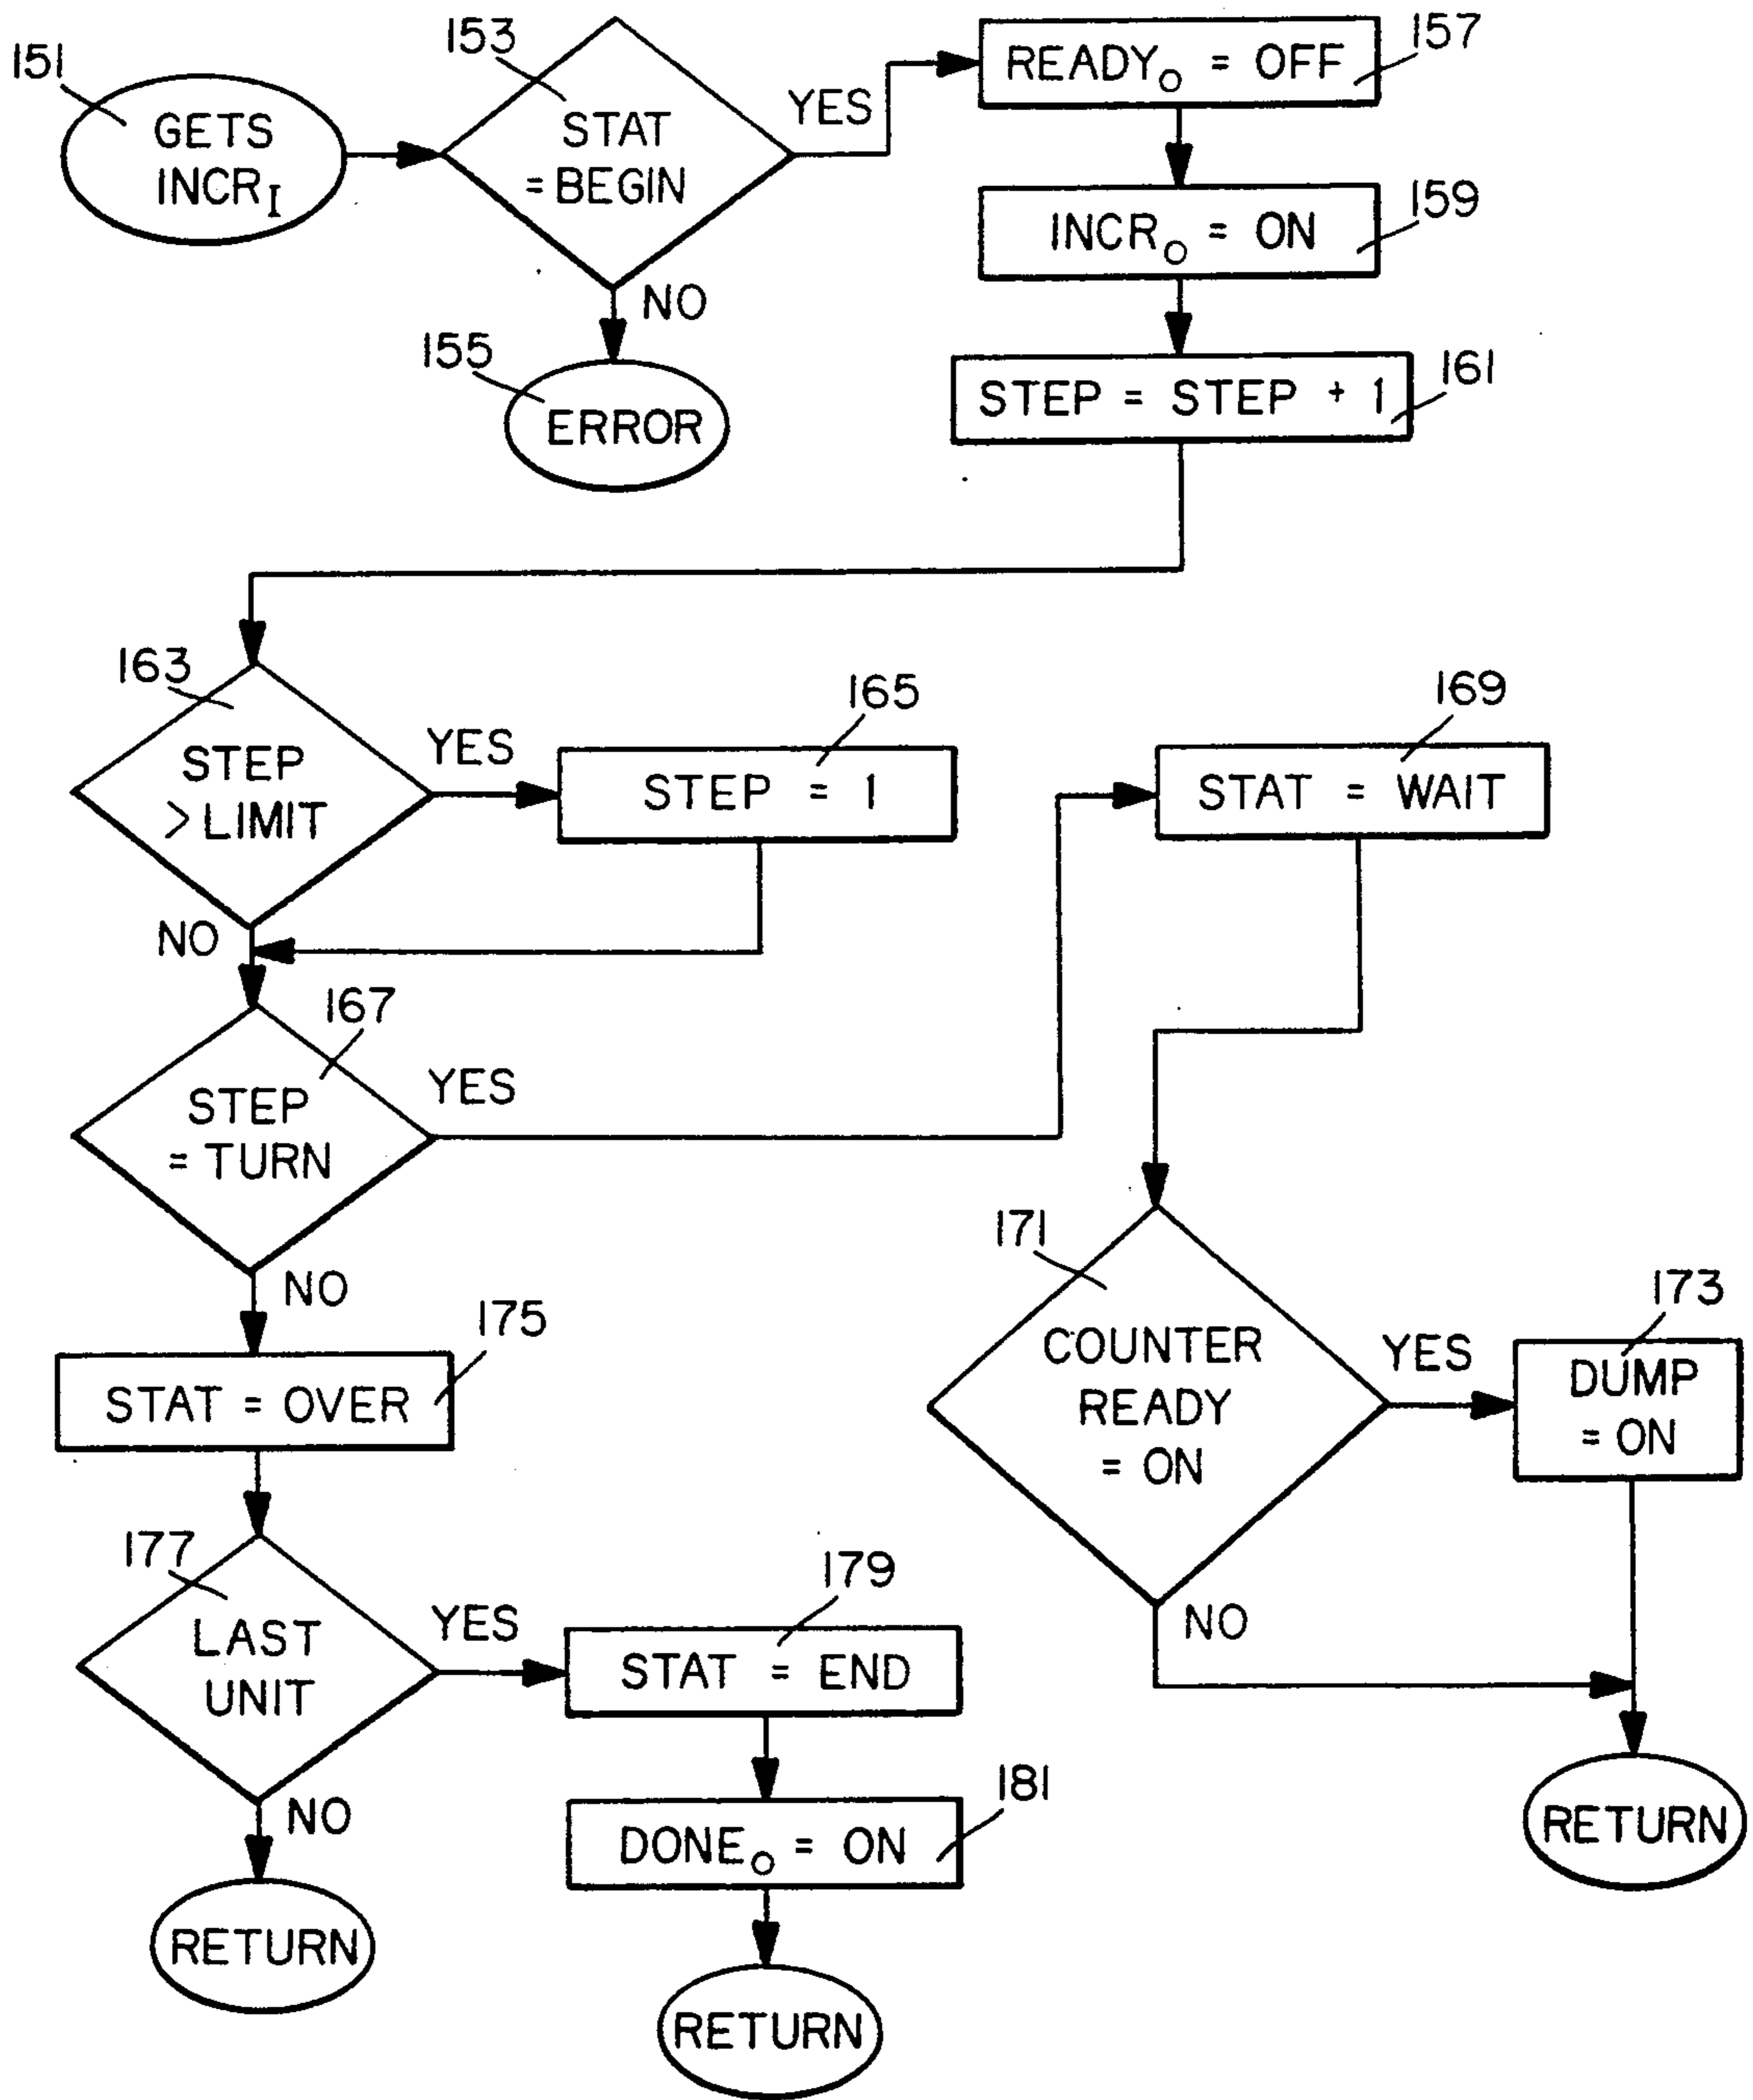 151
GETS
INCR_I
153
STAT
=BEGIN
YES
NO
155
ERROR
READY_O = OFF
157
INCR_O = ON
159
STEP = STEP + 1
161
163
STEP
> LIMIT
YES
NO
165
STEP = 1
167
STEP
= TURN
YES
NO
169
STAT = WAIT
171
COUNTER
READY
= ON
YES
NO
173
DUMP
= ON
RETURN
175
STAT = OVER
177
LAST
UNIT
YES
NO
RETURN
179
STAT = END
181
DONE_O = ON
RETURN